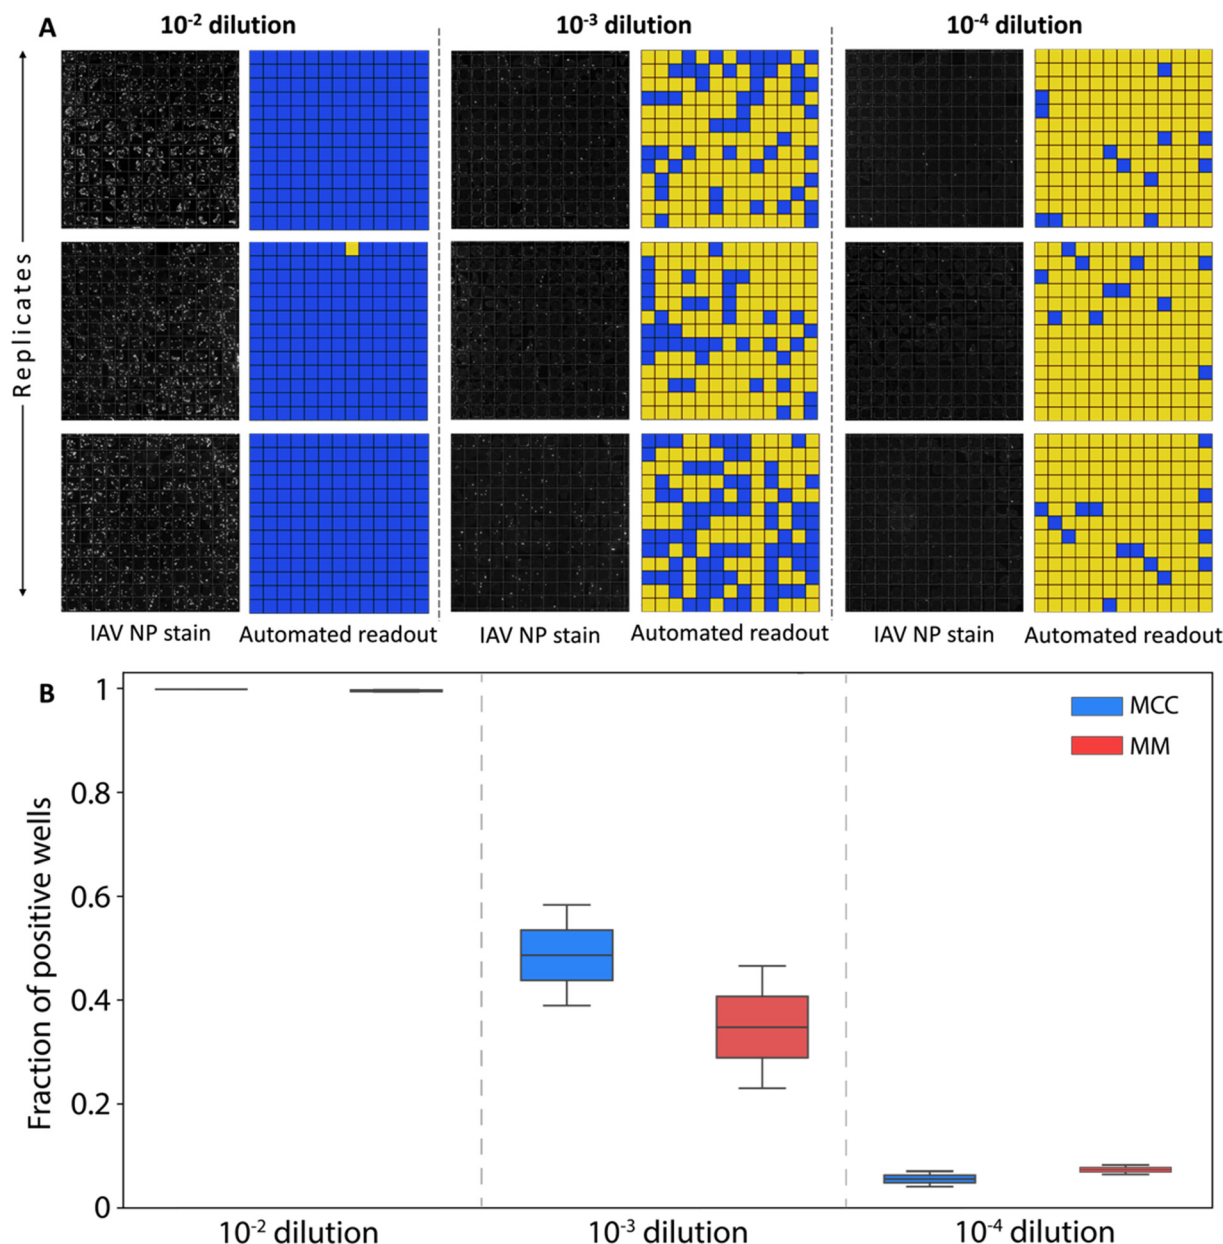 A
10-2 dilution
10-3 dilution
10-4 dilution
Replicates
IAV NP stain
Automated readout
IAV NP stain
Automated readout
IAV NP stain
Automated readout
B
Fraction of positive wells
1
0.8
0.6
0.4
0.2
0
MCC
MM
10-2 dilution
10-3 dilution
10-4 dilution